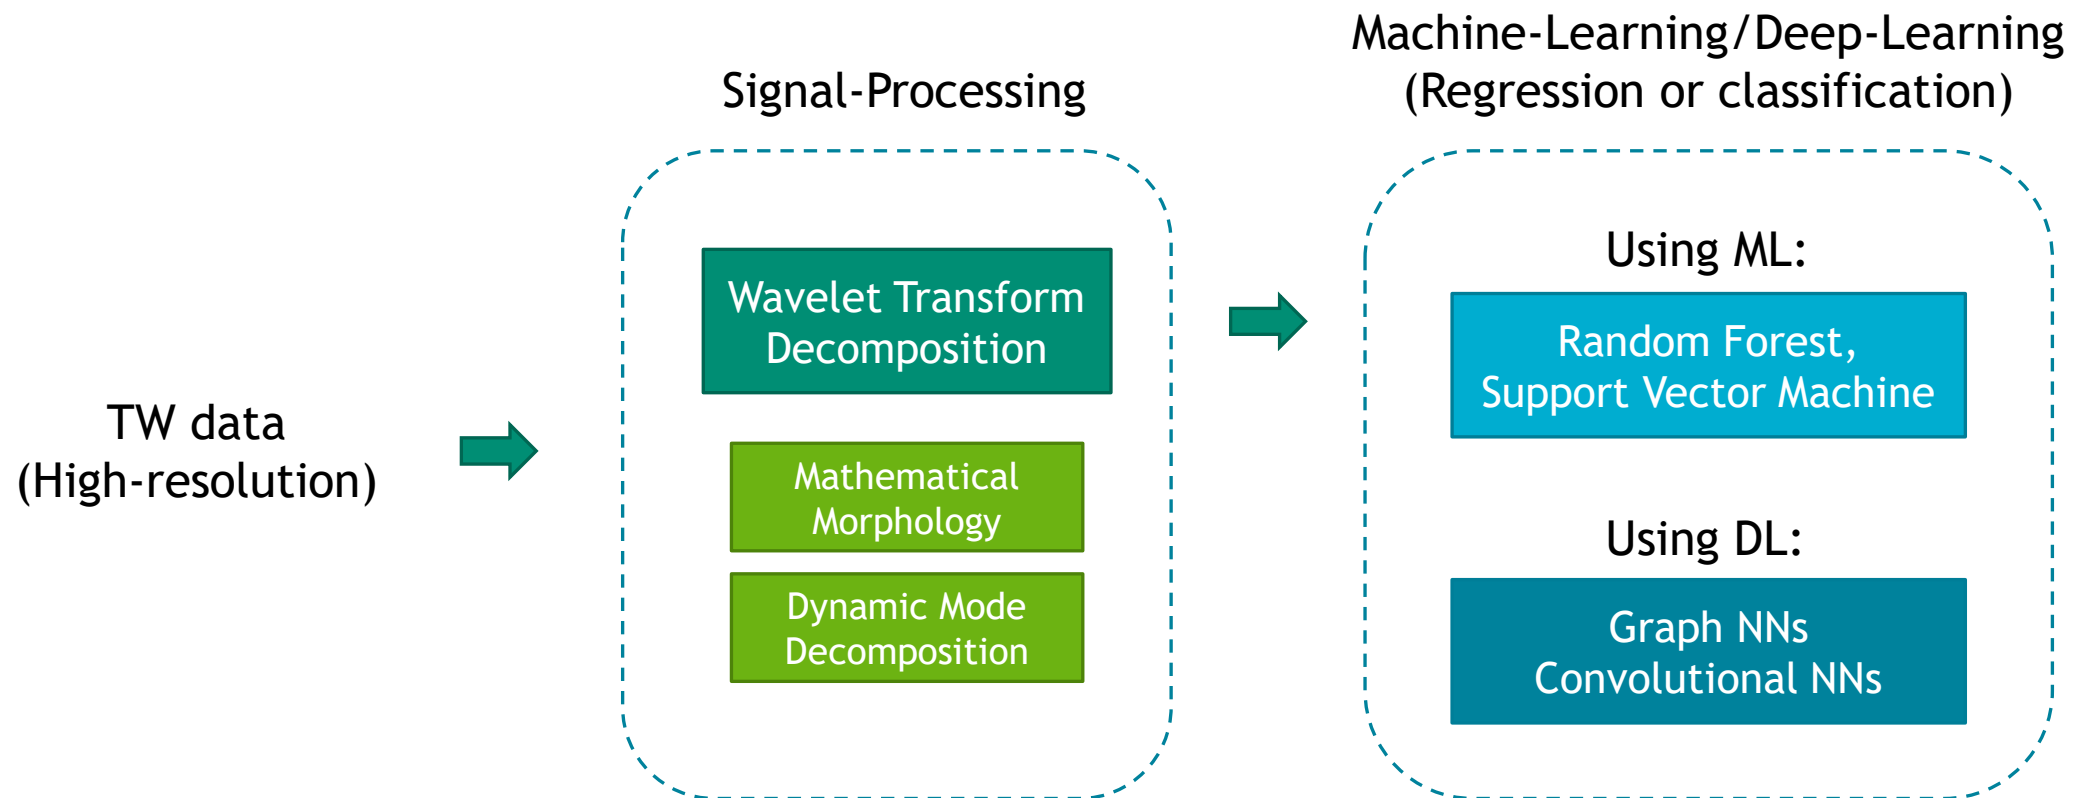 TW data
(High-resolution)
Signal-Processing
Wavelet Transform
Decomposition
Mathematical
Morphology
Dynamic Mode
Decomposition
Machine-Learning/Deep-Learning
(Regression or classification)
Using ML:
Random Forest,
Support Vector Machine
Using DL:
Graph NNs
Convolutional NNs